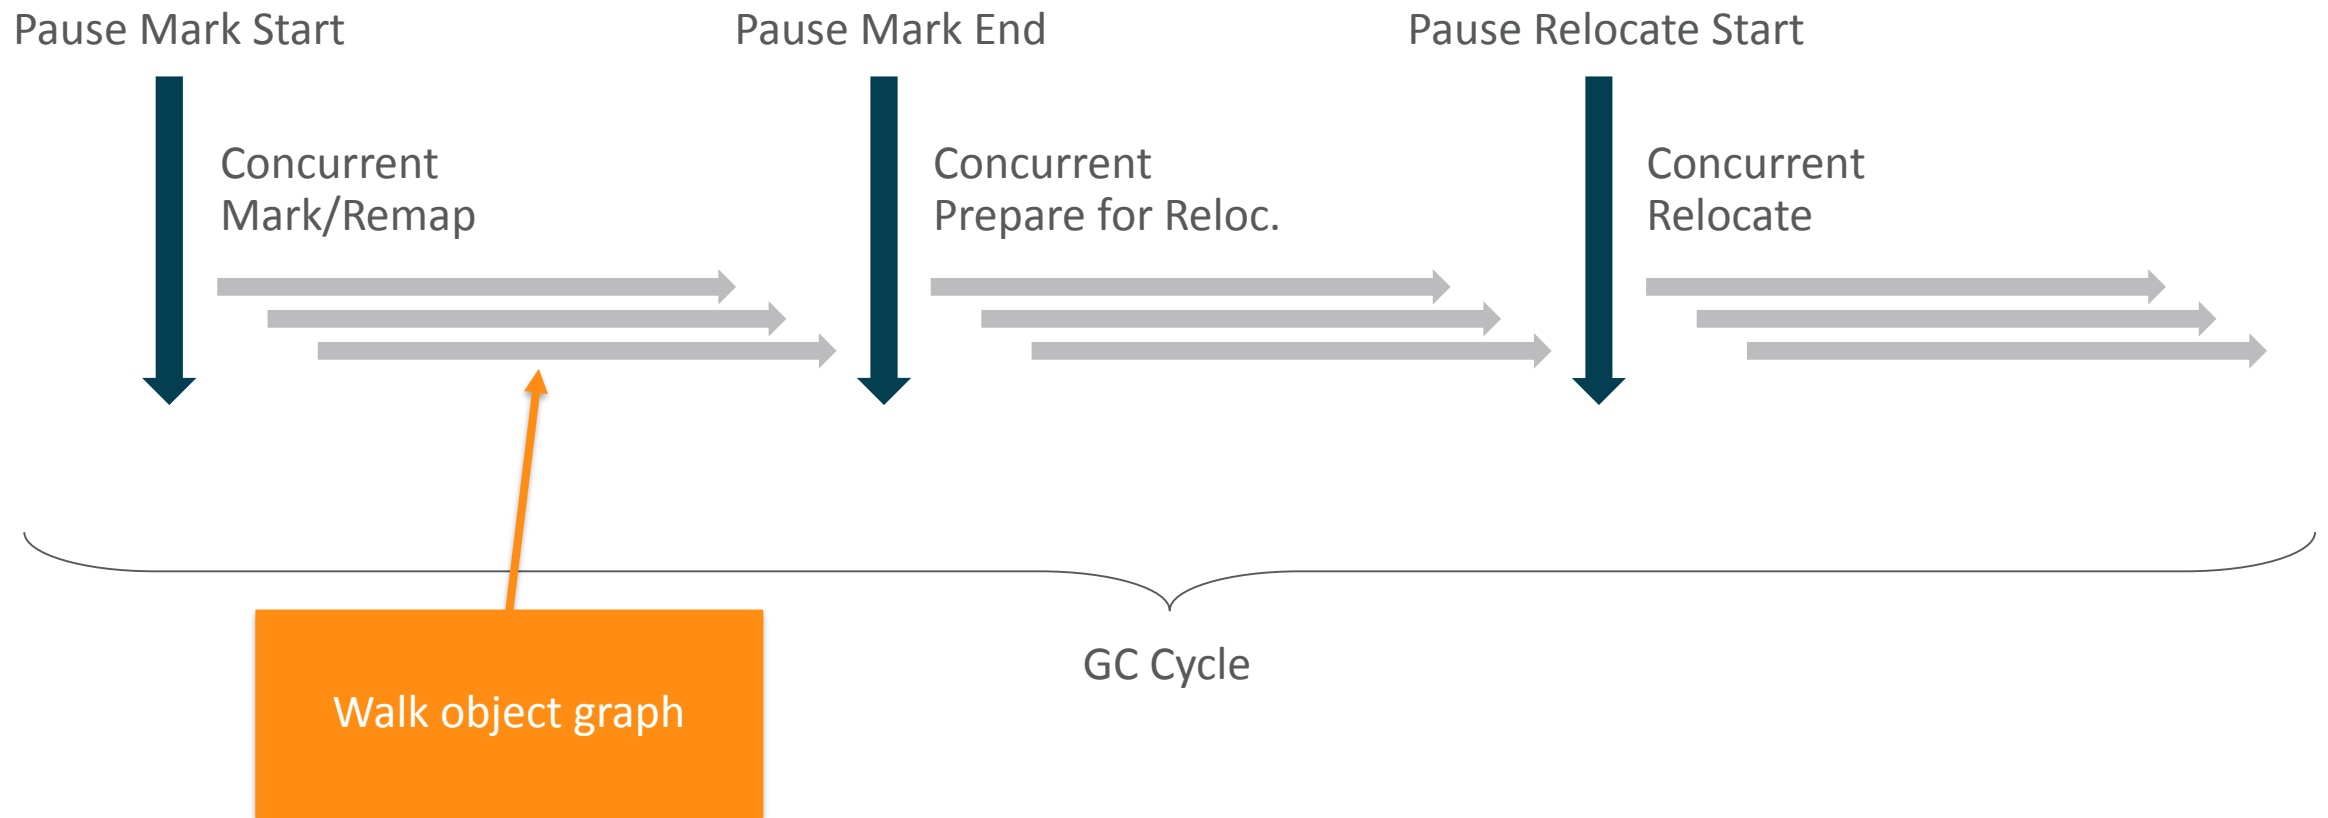 Pause Mark Start
Pause Mark End
Pause Relocate Start
Concurrent
Mark/Remap
Concurrent
Prepare for Reloc.
Concurrent
Relocate
GC Cycle
Walk object graph